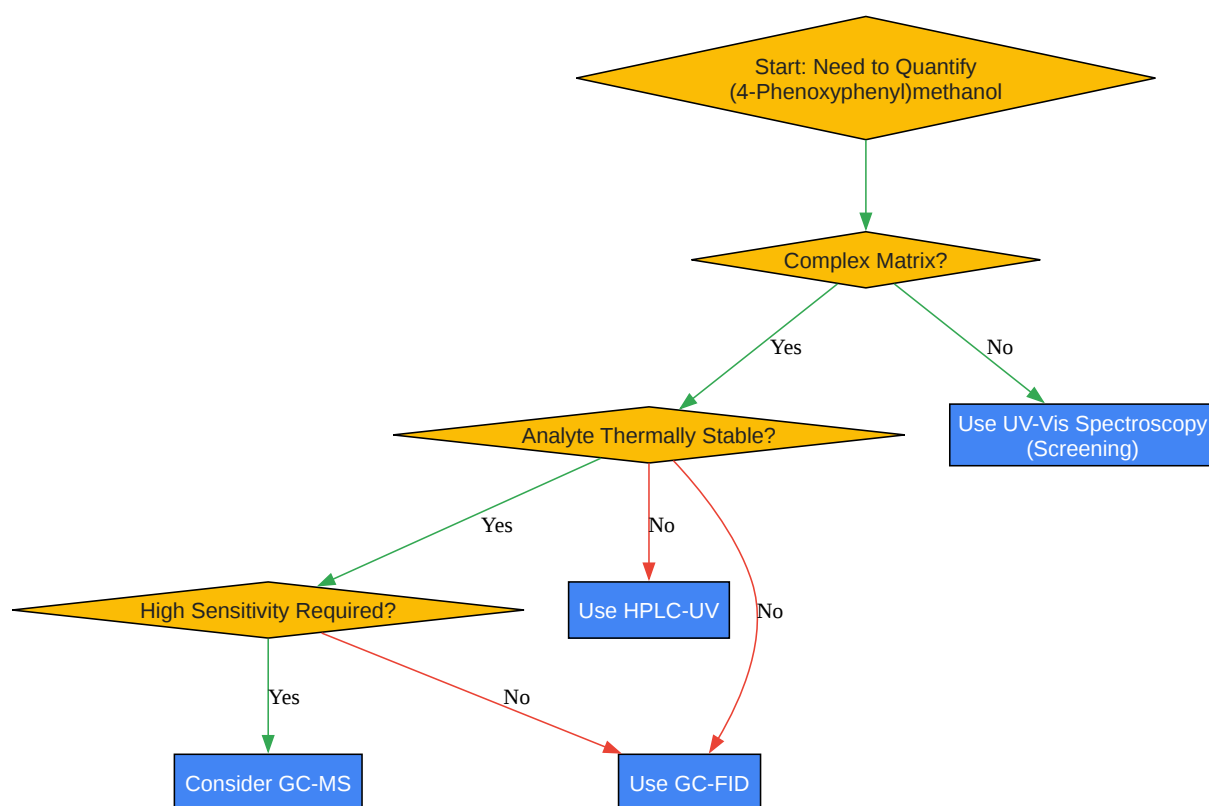 Start: Need to Quantify
(4-Phenoxyphenyl)methanol
Complex Matrix?
Yes
No
Use UV-Vis Spectroscopy
(Screening)
Analyte Thermally Stable?
Yes
No
No
High Sensitivity Required?
Use HPLC-UV
Yes
No
Consider GC-MS
Use GC-FID